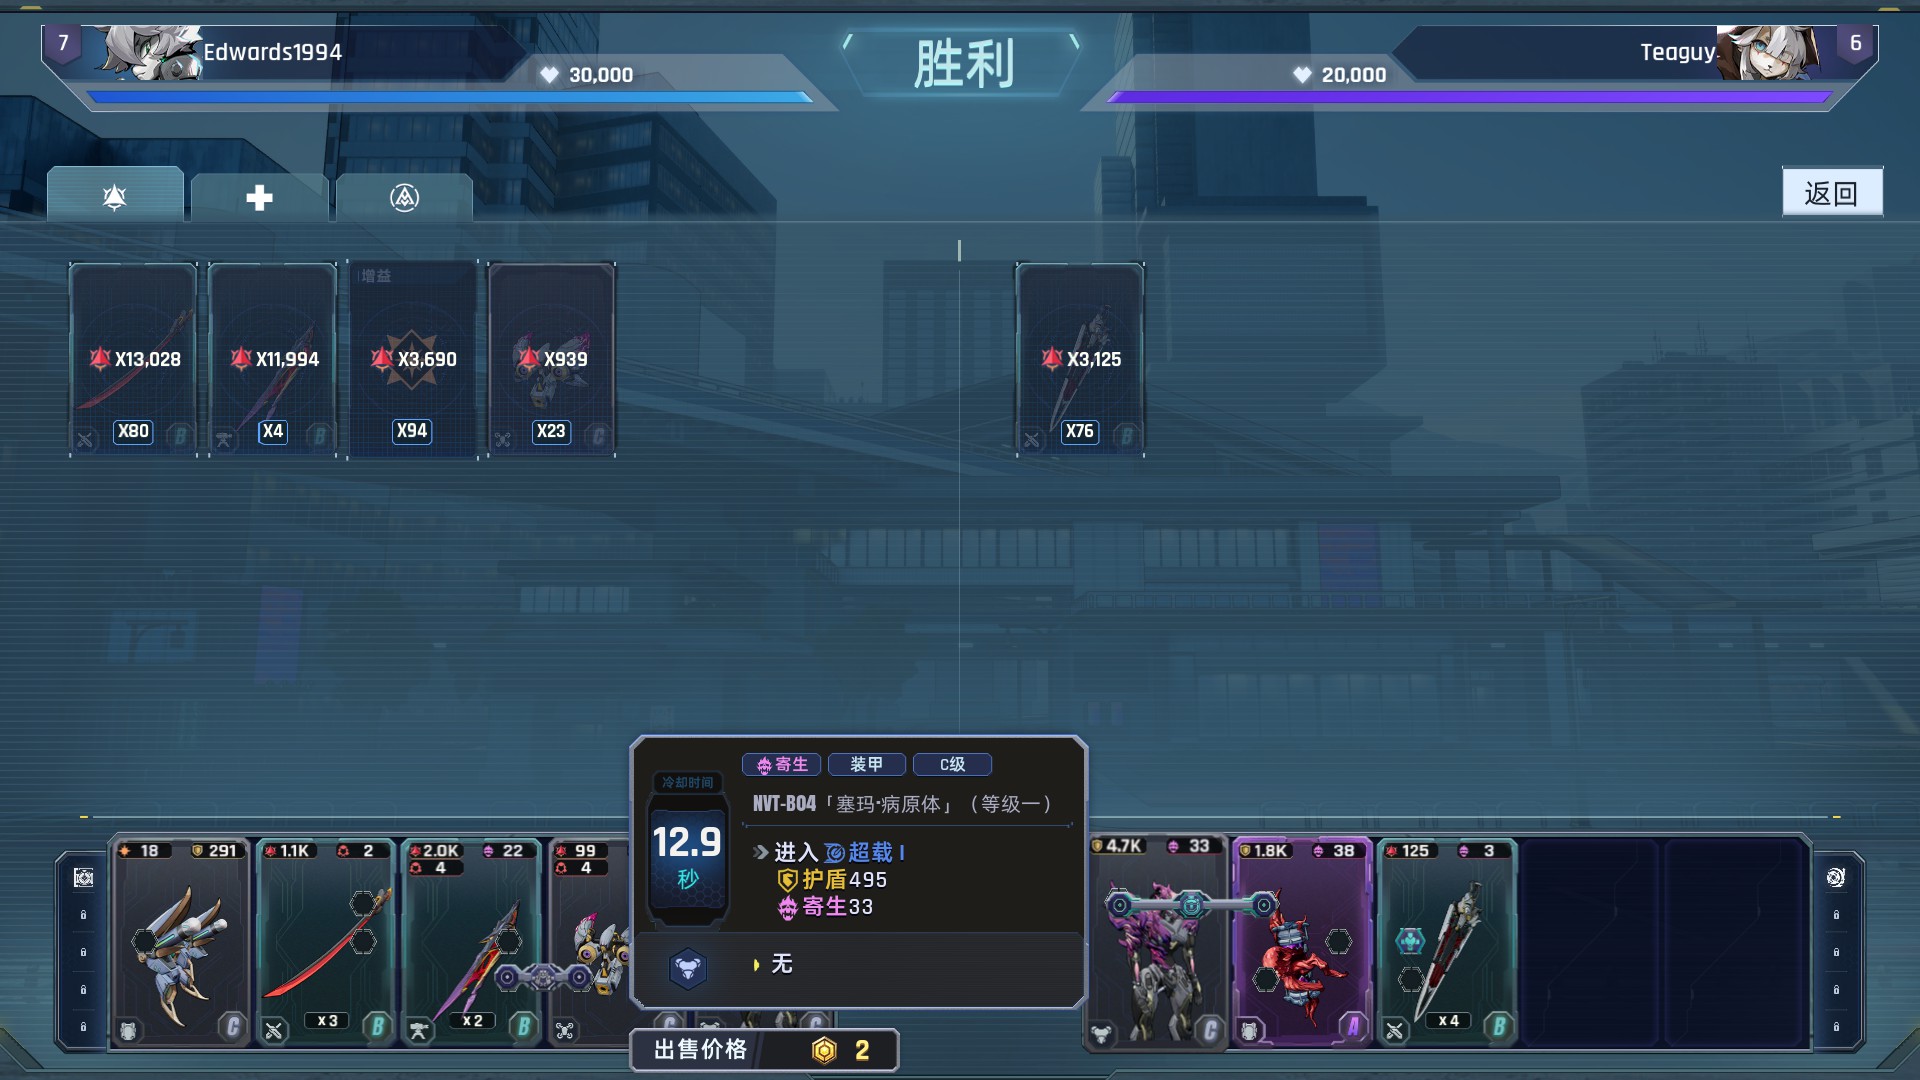 7
Edwards1994
30,000
胜利
20,000
Teaguy
6
返回
增益
X13,028
X11,994
X3,690
X939
X3,125
X80
B
X4
B
X94
X23
C
X76
B
寄生
装甲
C级
冷却时间
12.9
秒
NVT-B04「塞玛·病原体」（等级一）
进入超载 I
护盾495
寄生33
无
出售价格
2
18
291
1.1K
2
2.0K
22
4
99
4
4.7K
33
1.8K
38
125
3
C
x3
B
x2
B
C
C
C
A
x4
B